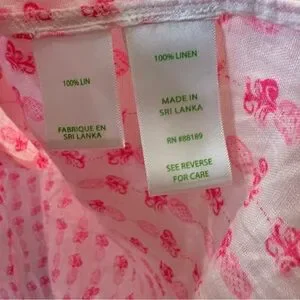 100% LIN
FABRIQUE EN
SRI LANKA
100% LINEN
MADE IN
SRI LANKA
RN #88189
SEE REVERSE
FOR CARE